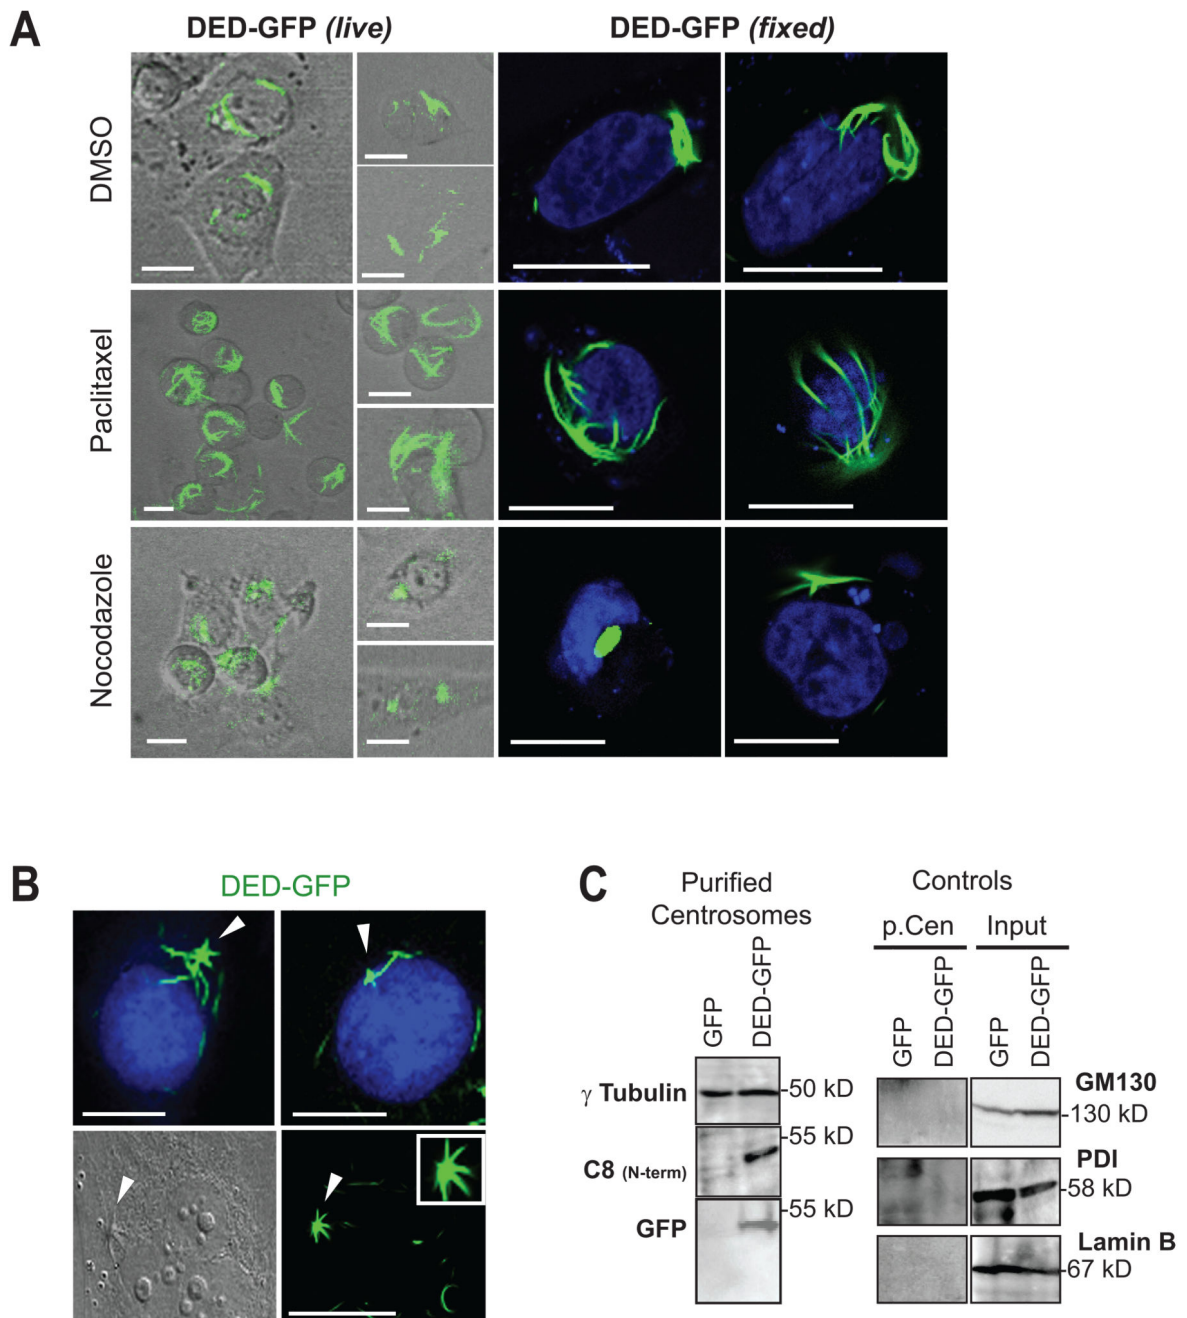 A
DED-GFP (live)
DED-GFP (fixed)
DMSO
Paclitaxel
Nocodazole
B
DED-GFP
C
Purified
Centrosomes
Controls
p.Cen
Input
GFP
DED-GFP
GFP
DED-GFP
GFP
DED-GFP
γ Tubulin
-50 kD
C8 (N-term)
-55 kD
GFP
-55 kD
GM130
-130 kD
PDI
-58 kD
Lamin B
-67 kD